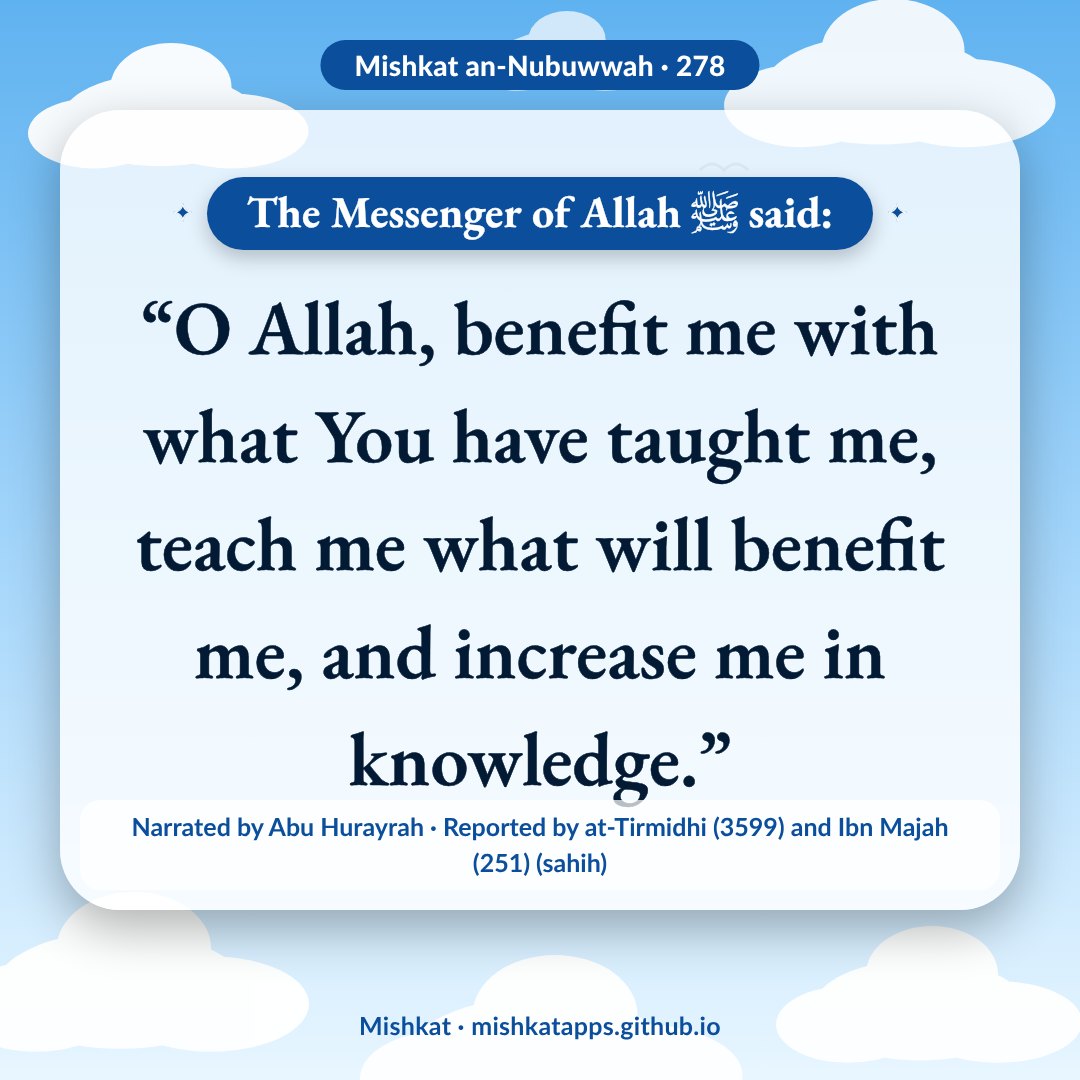 Mishkat an-Nubuwwah · 278
The Messenger of Allah ﷺ said:
“O Allah, benefit me with
what You have taught me,
teach me what will benefit
me, and increase me in
knowledge.”
Narrated by Abu Hurayrah · Reported by at-Tirmidhi (3599) and Ibn Majah
(251) (sahih)
Mishkat · mishkatapps.github.io